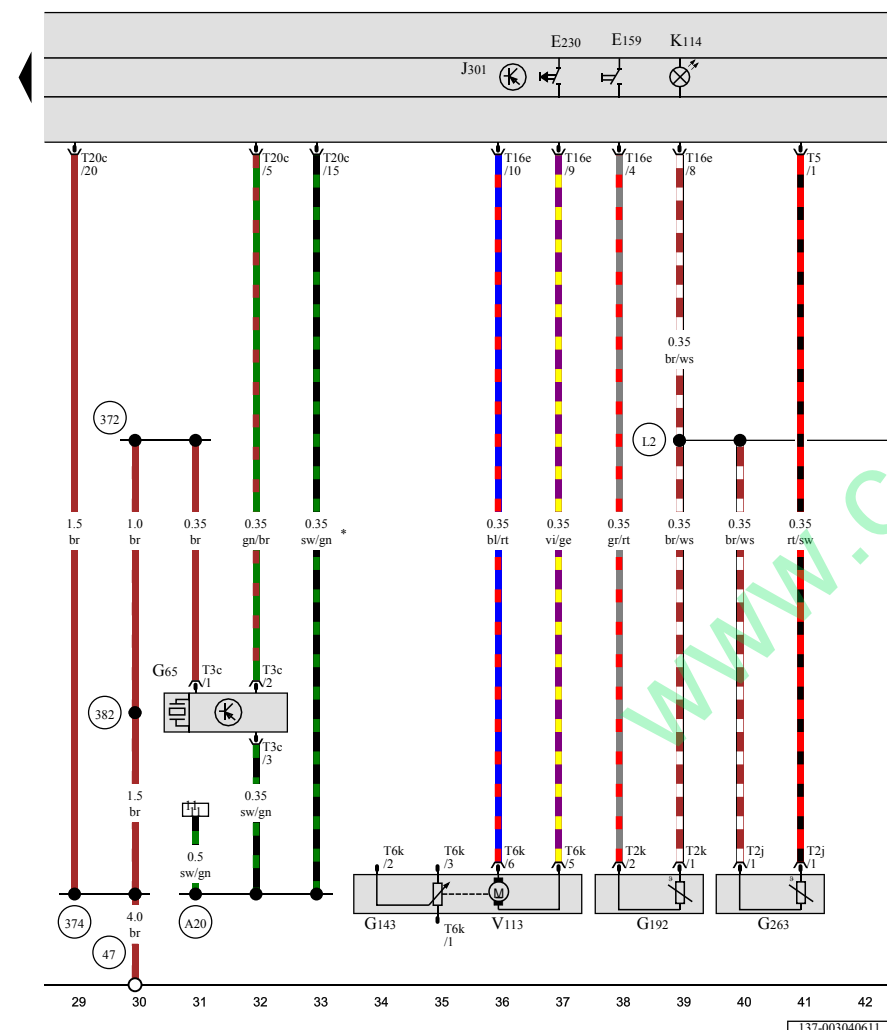 E230 E159 K114
J301
T20c T20c T20c T16e T16e T16e T16e T5
/20 /5 /15 /10 /9 /4 /8 /1
0.35
br/ws
372 L2
1.5 1.0 0.35 0.35 0.35 0.35 0.35 0.35 0.35 0.35 0.35
br br br gn/br sw/gn * bl/rt vi/ge gr/rt br/ws br/ws rt/sw
G65 T3c T3c
/1 /2
382
T3c
/3
1.5 0.35
br sw/gn
11
0.5
sw/gn
T6k T6k T6k T6k T2k T2k T2j T2j
/2 /3 /6 /5 /2 /1 /1 /1
M
374 4.0 A20 G143 T6k V113 G192 G263
br /1
47
29 30 31 32 33 34 35 36 37 38 39 40 41 42
137-003040611
www.c